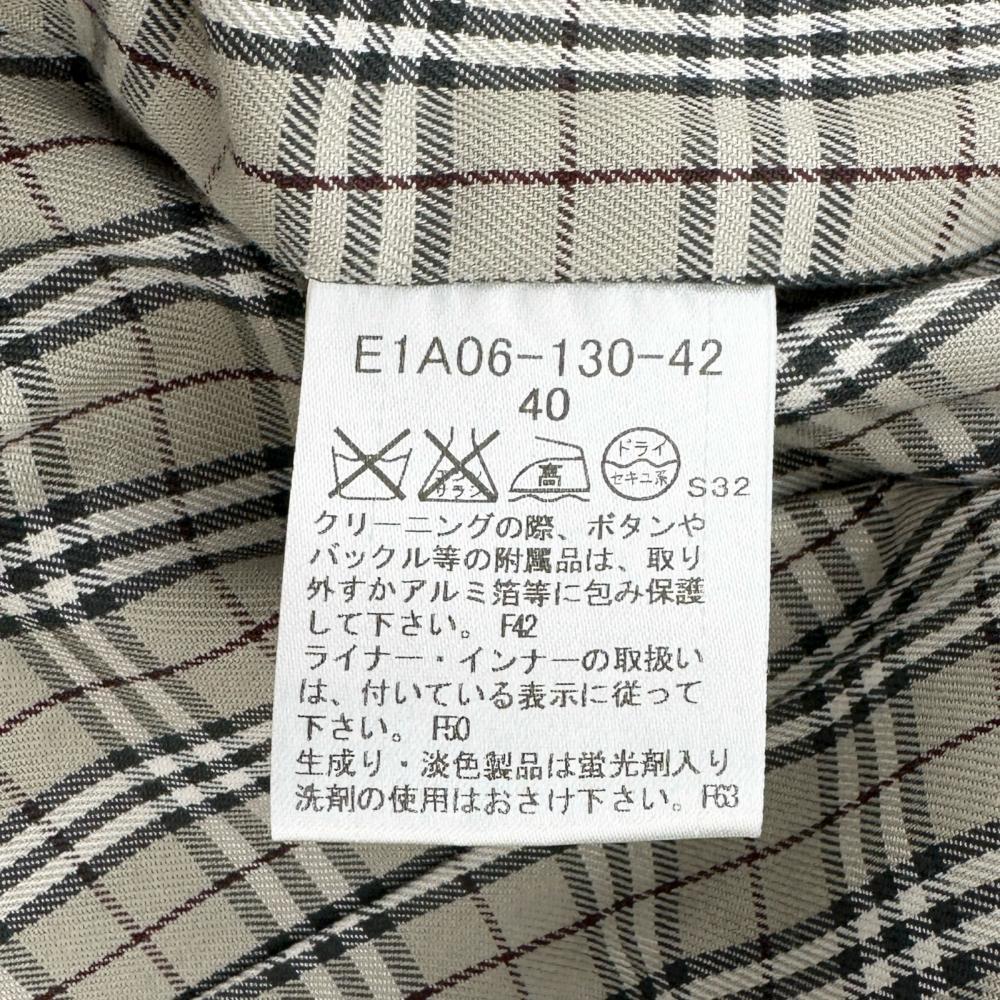 E1A06-130-42
40
高 ドライ セキユ系 S32
クリーニングの際、ボタンや
バックル等の附属品は、取り
外すかアルミ箔等に包み保護
して下さい。 F42
ライナー・インナーの取扱い
は、付いている表示に従って
下さい。 F50
生成り・淡色製品は蛍光剤入り
洗剤の使用はおさけ下さい。F63